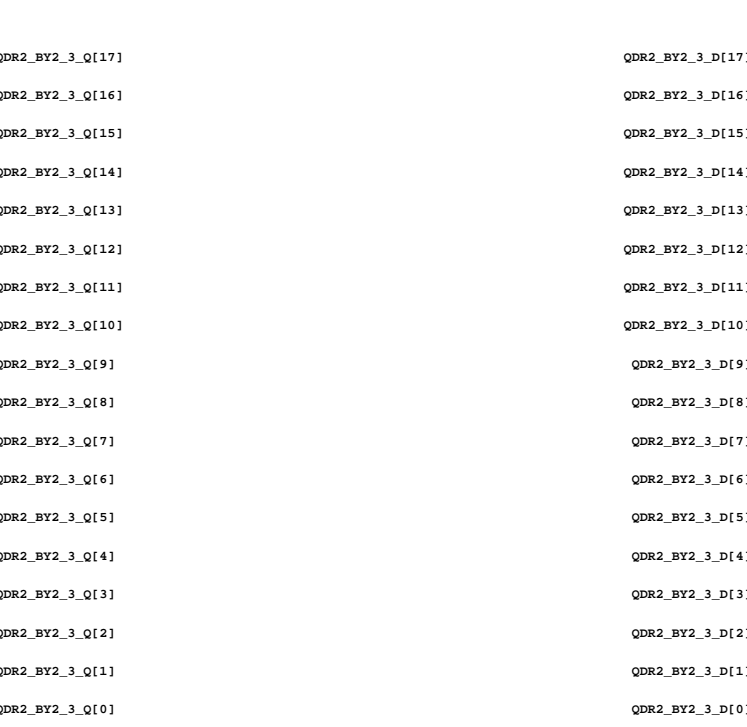 QDR2_BY2_3_Q[17] QDR2_BY2_3_D[17]
QDR2_BY2_3_Q[16] QDR2_BY2_3_D[16]
QDR2_BY2_3_Q[15] QDR2_BY2_3_D[15]
QDR2_BY2_3_Q[14] QDR2_BY2_3_D[14]
QDR2_BY2_3_Q[13] QDR2_BY2_3_D[13]
QDR2_BY2_3_Q[12] QDR2_BY2_3_D[12]
QDR2_BY2_3_Q[11] QDR2_BY2_3_D[11]
QDR2_BY2_3_Q[10] QDR2_BY2_3_D[10]
QDR2_BY2_3_Q[9] QDR2_BY2_3_D[9]
QDR2_BY2_3_Q[8] QDR2_BY2_3_D[8]
QDR2_BY2_3_Q[7] QDR2_BY2_3_D[7]
QDR2_BY2_3_Q[6] QDR2_BY2_3_D[6]
QDR2_BY2_3_Q[5] QDR2_BY2_3_D[5]
QDR2_BY2_3_Q[4] QDR2_BY2_3_D[4]
QDR2_BY2_3_Q[3] QDR2_BY2_3_D[3]
QDR2_BY2_3_Q[2] QDR2_BY2_3_D[2]
QDR2_BY2_3_Q[1] QDR2_BY2_3_D[1]
QDR2_BY2_3_Q[0] QDR2_BY2_3_D[0]